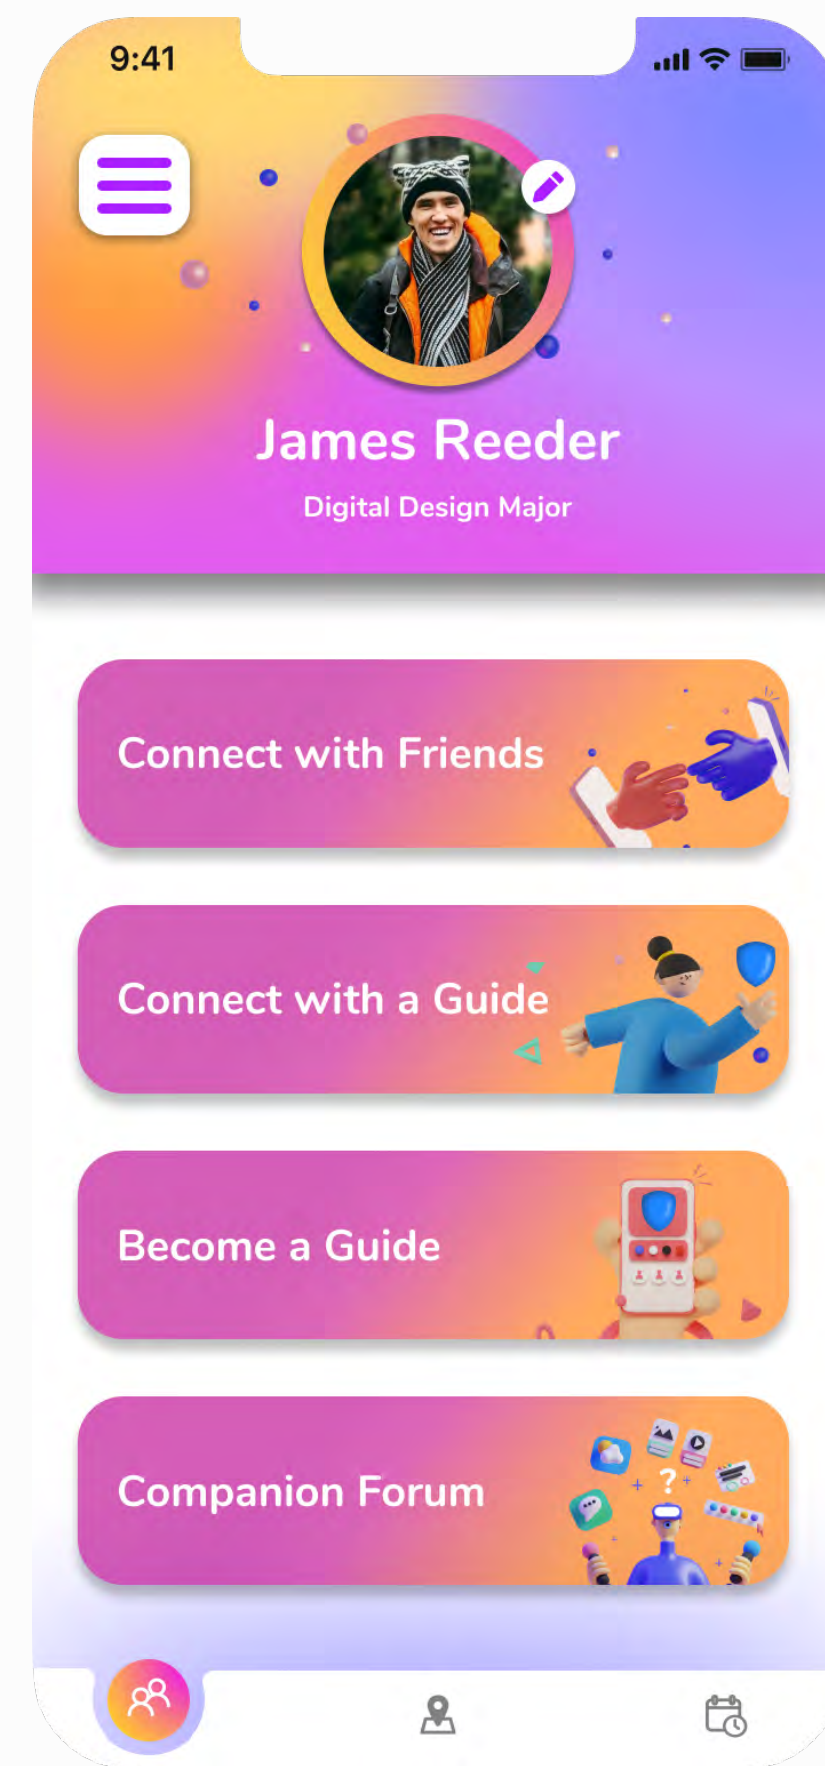 9:41
James Reeder
Digital Design Major
Connect with Friends
Connect with a Guide
Become a Guide
Companion Forum
?